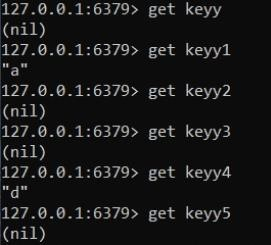 127.0.0.1:6379> get keyy
(nil)
127.0.0.1:6379> get keyy1
"a"
127.0.0.1:6379> get keyy2
(nil)
127.0.0.1:6379> get keyy3
(nil)
127.0.0.1:6379> get keyy4
"d"
127.0.0.1:6379> get keyy5
(nil)